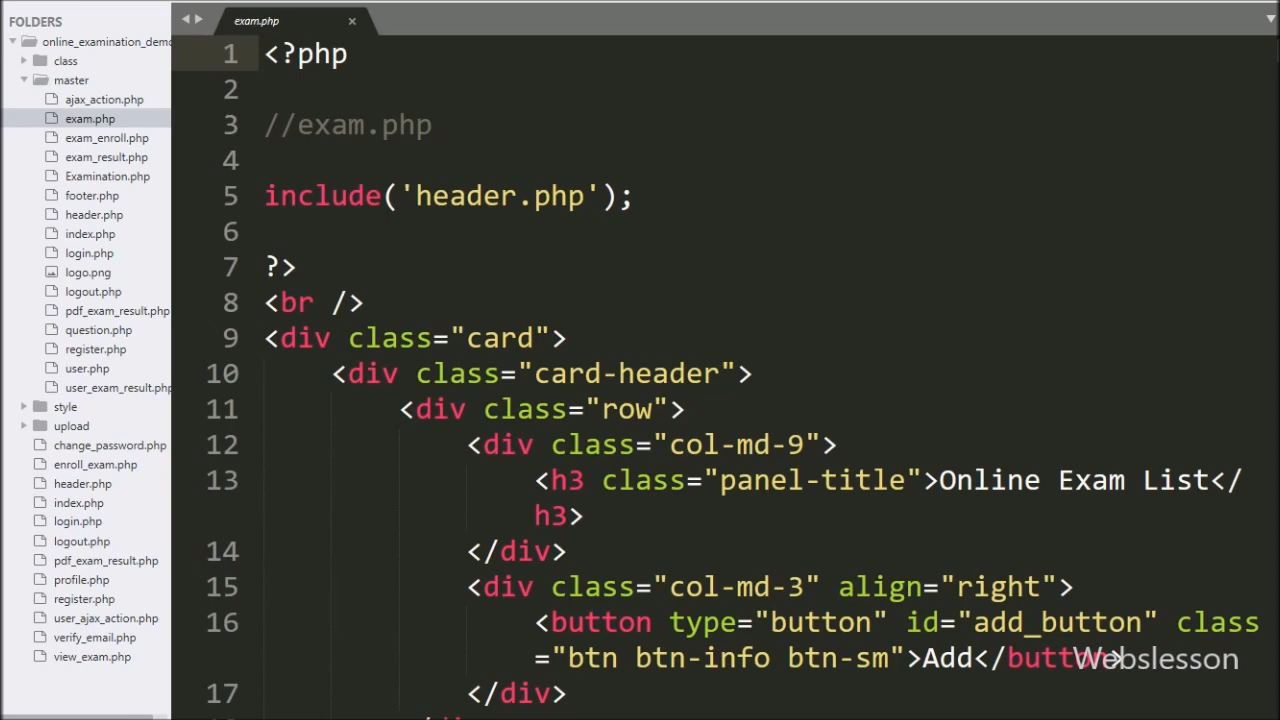 FOLDERS
online_examination_demo
class
master
ajax_action.php
exam.php
exam_enroll.php
exam_result.php
Examination.php
footer.php
header.php
index.php
login.php
logo.png
logout.php
pdf_exam_result.php
question.php
register.php
user.php
user_exam_result.php
style
upload
change_password.php
enroll_exam.php
header.php
index.php
login.php
logout.php
pdf_exam_result.php
profile.php
register.php
user_ajax_action.php
verify_email.php
view_exam.php
exam.php ×
1 <?php
2
3 //exam.php
4
5 include('header.php');
6
7 ?>
8 <br />
9 <div class="card">
10 <div class="card-header">
11 <div class="row">
12 <div class="col-md-9">
13 <h3 class="panel-title">Online Exam List</
h3>
14 </div>
15 <div class="col-md-3" align="right">
16 <button type="button" id="add_button" class
="btn btn-info btn-sm">Add</button>
17 </div>
Webslesson